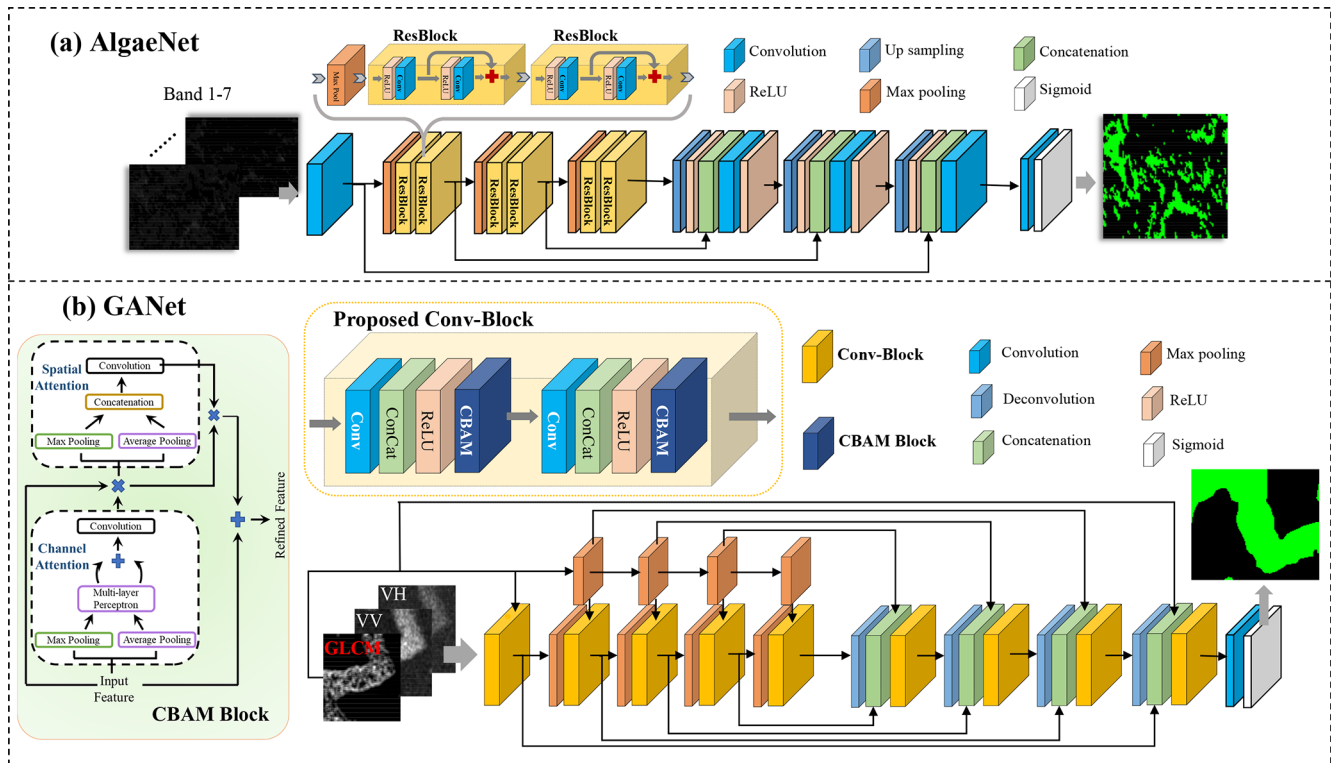 (a) AlgaeNet
Band 1-7
ResBlock
ResBlock
Max Pool
ReLU
Conv
ReLU
Conv
ReLU
Conv
ReLU
Conv
Convolution
Up sampling
Concatenation
ReLU
Max pooling
Sigmoid
ResBlock
ResBlock
ResBlock
ResBlock
ResBlock
ResBlock
(b) GANet
Spatial
Attention
Convolution
Concatenation
Max Pooling
Average Pooling
Convolution
Channel
Attention
Multi-layer
Perceptron
Max Pooling
Average Pooling
Input
Feature
Refined Feature
CBAM Block
Proposed Conv-Block
Conv
ConCat
ReLU
CBAM
Conv
ConCat
ReLU
CBAM
Conv-Block
Convolution
Max pooling
Deconvolution
ReLU
CBAM Block
Concatenation
Sigmoid
VH
VV
GLCM